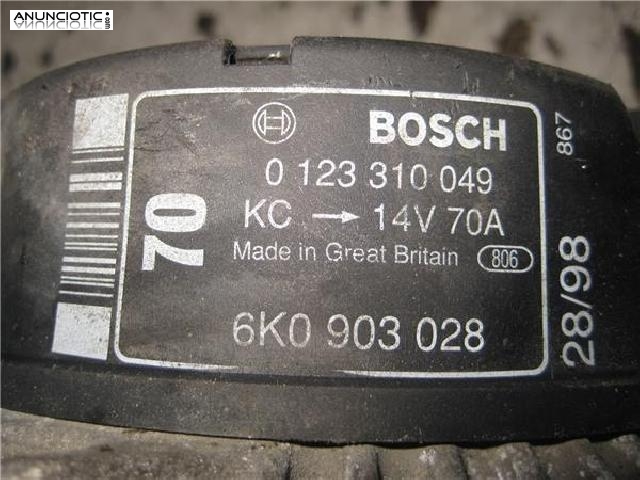 ANUNCIOTIC
.com
BOSCH
0 123 310 049
KC → 14V 70A
Made in Great Britain 806
6K0 903 028
70
867
28/98